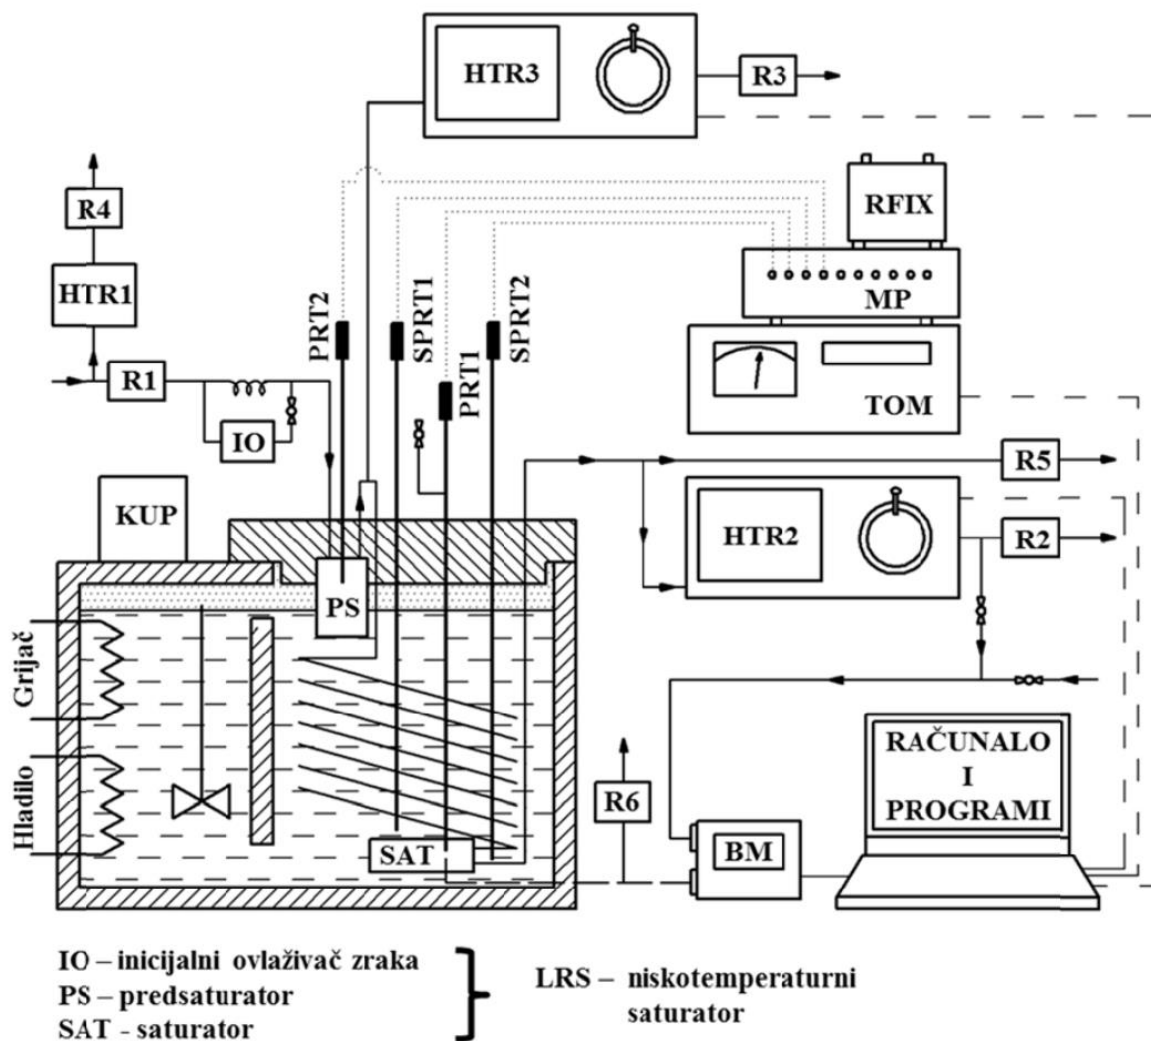 HTR3
R3
R4
RFIX
HTR1
MP
PRT2
SPRT1
PRT1
SPRT2
R1
TOM
IO
R5
KUP
HTR2
R2
PS
Grijač
Hladilo
RAČUNALO
I
PROGRAMI
R6
SAT
BM
IO – inicijalni ovlaživač zraka
PS – predsaturator
SAT - saturator
LRS – niskotemperaturni
saturator